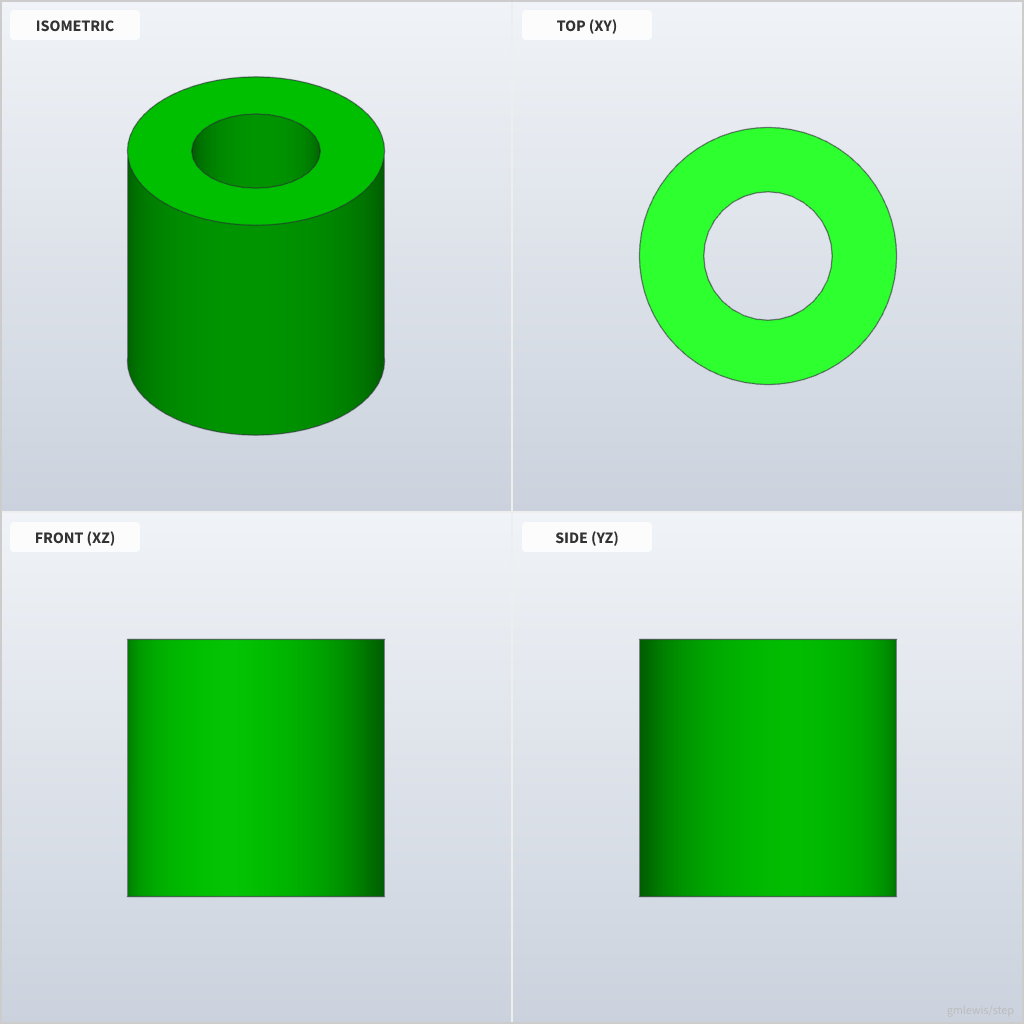 ISOMETRIC
TOP (XY)
FRONT (XZ)
SIDE (YZ)
gmlewis/step